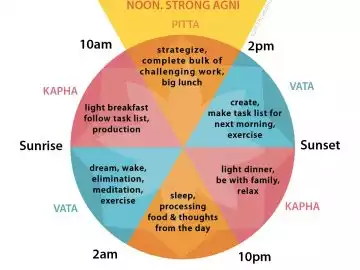 NOON. STRONG AGNI
PITTA
10am
2pm
strategize,
complete bulk of
challenging work,
big lunch
KAPHA
VATA
light breakfast
follow task list,
production
create,
make task list for
next morning,
exercise
Sunrise
Sunset
dream, wake,
elimination,
meditation,
exercise
light dinner,
be with family,
relax
sleep,
processing
food & thoughts
from the day
VATA
KAPHA
2am
10pm